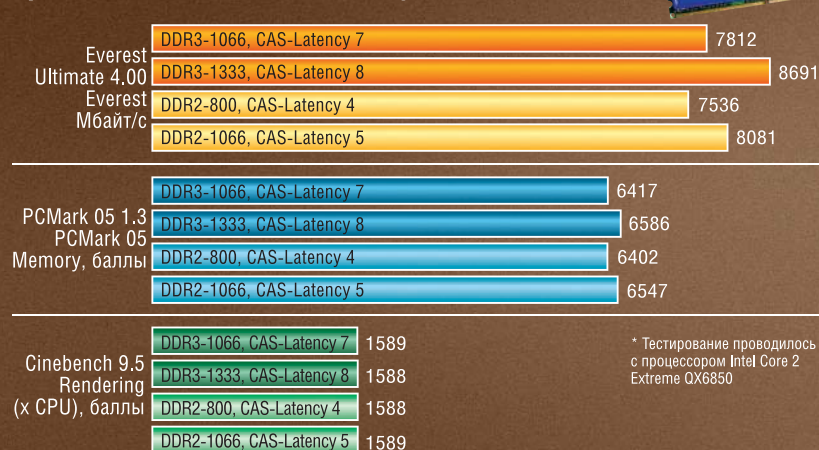 Everest
Ultimate 4.00
Everest
Мбайт/с
DDR3-1066, CAS-Latency 7 7812
DDR3-1333, CAS-Latency 8 8691
DDR2-800, CAS-Latency 4 7536
DDR2-1066, CAS-Latency 5 8081
PCMark 05 1.3
PCMark 05
Memory, баллы
DDR3-1066, CAS-Latency 7 6417
DDR3-1333, CAS-Latency 8 6586
DDR2-800, CAS-Latency 4 6402
DDR2-1066, CAS-Latency 5 6547
Cinebench 9.5
Rendering
(x CPU), баллы
DDR3-1066, CAS-Latency 7 1589
DDR3-1333, CAS-Latency 8 1588
DDR2-800, CAS-Latency 4 1588
DDR2-1066, CAS-Latency 5 1589
* Тестирование проводилось
с процессором Intel Core 2
Extreme QX6850